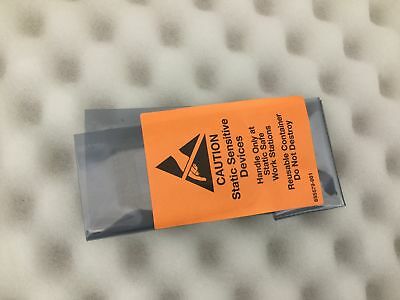 CAUTION
Static Sensitive
Devices
Handle Only at
Static Safe
Work Stations
Reusable Container
Do Not Destroy